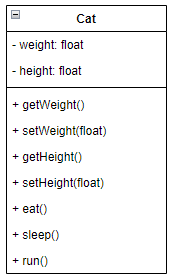 Cat
- weight: float
- height: float
+ getWeight()
+ setWeight(float)
+ getHeight()
+ setHeight(float)
+ eat()
+ sleep()
+ run()